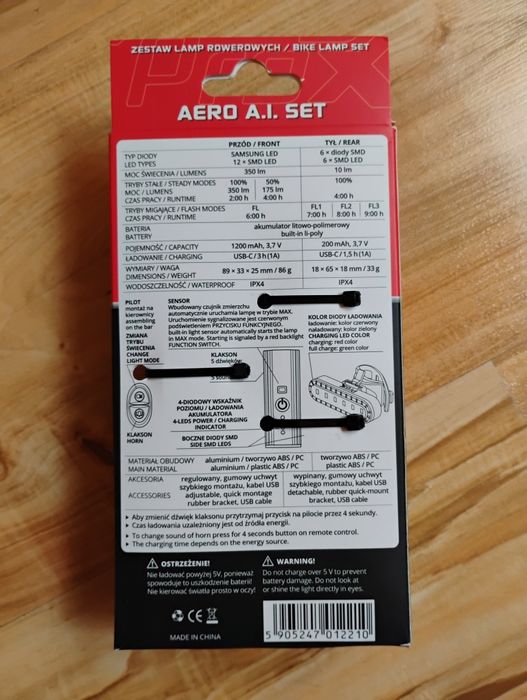 ZESTAW LAMP ROWEROWYCH / BIKE LAMP SET
prox
AERO A.I. SET
PRZÓD / FRONT TYŁ / REAR
TYP DIODY SAMSUNG LED 6 × diody SMD
LED TYPES 12 × SMD LED 6 × SMD LED
MOC ŚWIECENIA / LUMENS 350 lm 10 lm
TRYBY STAŁE / STEADY MODES 100% 50% 100%
MOC / LUMENS 350 lm 175 lm
CZAS PRACY / RUNTIME 2:00 h 4:00 h 4:00 h
TRYBY MIGAJĄCE / FLASH MODES FL FL1 FL2 FL3
CZAS PRACY / RUNTIME 6:00 h 7:00 h 8:00 h 9:00 h
BATERIA akumulator litowo-polimerowy
BATTERY built-in li-poly
POJEMNOŚĆ / CAPACITY 1200 mAh, 3,7 V 200 mAh, 3,7 V
ŁADOWANIE / CHARGING USB-C / 3 h (1A) USB-C / 1,5 h (1A)
WYMIARY / WAGA
DIMENSIONS / WEIGHT 89 × 33 × 25 mm / 86 g 18 × 65 × 18 mm / 33 g
WODOSZCZELNOŚĆ / WATERPROOF IPX4 IPX4
PILOT
montaż na
kierownicy
assembling
on the bar
ZMIANA
TRYBU
ŚWIECENIA
CHANGE
LIGHT MODE
KLAKSON
HORN
SENSOR
Wbudowany czujnik zmierzchu
automatycznie uruchamia lampę w trybie MAX.
Uruchomienie sygnalizowane jest czerwonym
podświetleniem PRZYCISKU FUNKCYJNEGO.
built-in light sensor automatically starts the lamp
in MAX mode. Starting is signaled by a red backlight
FUNCTION SWITCH.
KLAKSON
5 dźwięków
5 sounds
4-DIODOWY WSKAŹNIK
POZIOMU / ŁADOWANIA
AKUMULATORA
4-LEDS POWER / CHARGING
INDICATOR
BOCZNE DIODY SMD
SIDE SMD LEDS
KOLOR DIODY ŁADOWANIA
ładowanie: kolor czerwony
naładowany: kolor zielony
CHARGING LED COLOR
charging: red color
full charge: green color
MATERIAŁ OBUDOWY aluminium / tworzywo ABS / PC tworzywo ABS / PC
MAIN MATERIAL aluminium / plastic ABS / PC plastic ABS / PC
AKCESORIA regulowany, gumowy uchwyt wypinany, gumowy uchwyt
szybkiego montażu, kabel USB szybkiego montażu, kabel USB
ACCESSORIES adjustable, quick montage detachable, rubber quick-mount
rubber bracket, USB cable bracket, USB cable
▸ Aby zmienić dźwięk klaksonu przytrzymaj przycisk na pilocie przez 4 sekundy.
▸ Czas ładowania uzależniony jest od źródła energii.
▸ To change sound of horn press for 4 seconds button on remote control.
▸ The charging time depends on the energy source.
OSTRZEŻENIE!
Nie ładować powyżej 5V, ponieważ
spowoduje to uszkodzenie baterii!
Nie kierować światła prosto w oczy!
WARNING!
Do not charge over 5 V to prevent
battery damage. Do not look at
or shine the light directly in eyes.
CE
MADE IN CHINA
5 905247 012210